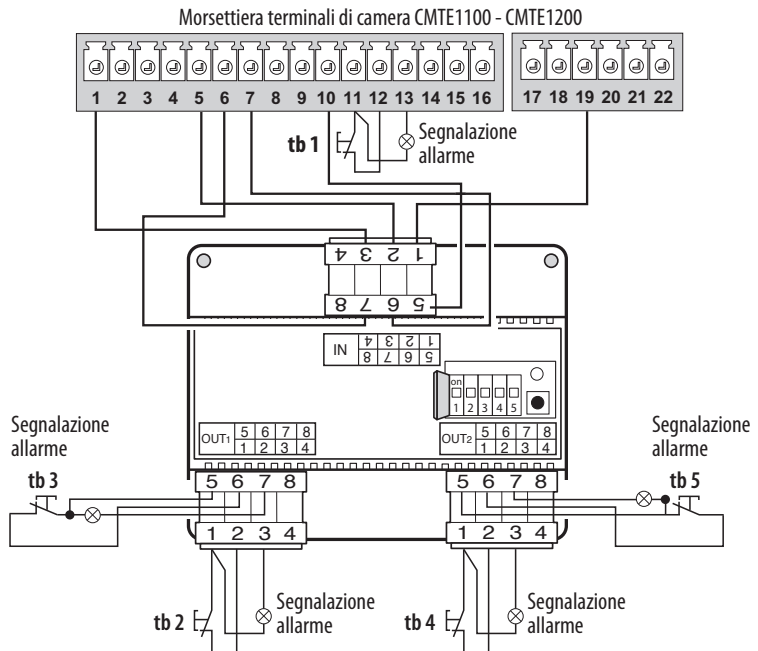 Morsettiera terminali di camera CMTE1100 - CMTE1200
1 2 3 4 5 6 7 8 9 10 11 12 13 14 15 16
17 18 19 20 21 22
tb 1
Segnalazione
allarme
4 3 2 1
8 7 6 5
IN
4 3 2 1
8 7 6 5
on
1 2 3 4 5
Segnalazione
allarme
tb 3
OUT1
5 6 7 8
1 2 3 4
OUT2
5 6 7 8
1 2 3 4
Segnalazione
allarme
tb 5
5 6 7 8
1 2 3 4
5 6 7 8
1 2 3 4
tb 2
Segnalazione
allarme
tb 4
Segnalazione
allarme